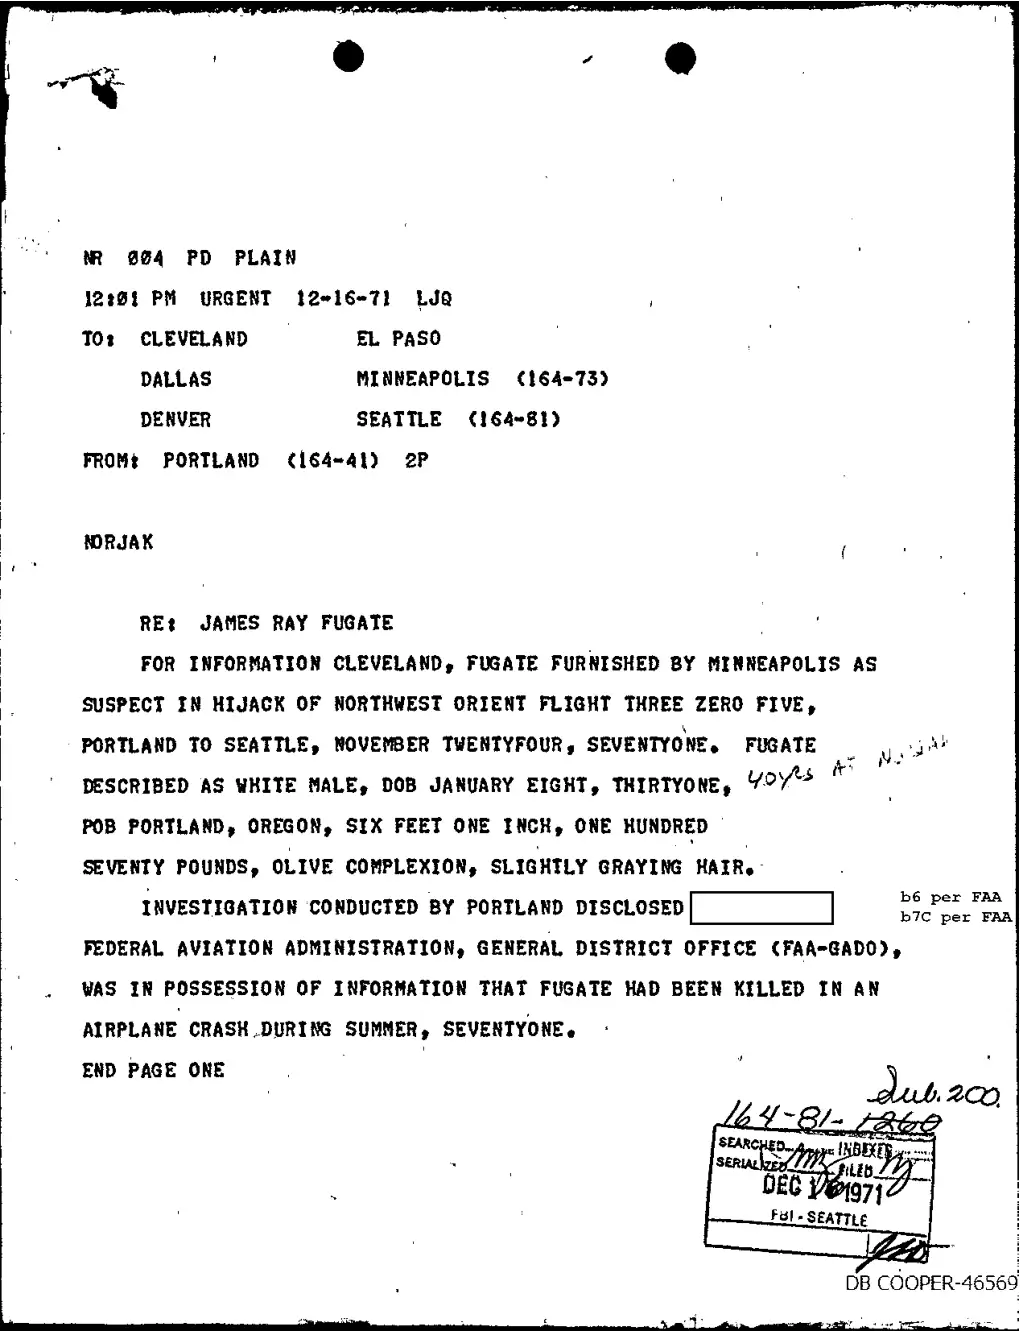 NR 004 PD PLAIN
12:01 PM URGENT 12-16-71 LJQ
TO: CLEVELAND EL PASO
DALLAS MINNEAPOLIS (164-73)
DENVER SEATTLE (164-81)
FROM: PORTLAND (164-41) 2P
NORJAK
RE: JAMES RAY FUGATE
FOR INFORMATION CLEVELAND, FUGATE FURNISHED BY MINNEAPOLIS AS
SUSPECT IN HIJACK OF NORTHWEST ORIENT FLIGHT THREE ZERO FIVE,
PORTLAND TO SEATTLE, NOVEMBER TWENTYFOUR, SEVENTYONE. FUGATE
DESCRIBED AS WHITE MALE, DOB JANUARY EIGHT, THIRTYONE, 40 YRS AT NORJAK
POB PORTLAND, OREGON, SIX FEET ONE INCH, ONE HUNDRED
SEVENTY POUNDS, OLIVE COMPLEXION, SLIGHTLY GRAYING HAIR.
INVESTIGATION CONDUCTED BY PORTLAND DISCLOSED
b6 per FAA
b7C per FAA
FEDERAL AVIATION ADMINISTRATION, GENERAL DISTRICT OFFICE (FAA-GADO),
WAS IN POSSESSION OF INFORMATION THAT FUGATE HAD BEEN KILLED IN AN
AIRPLANE CRASH DURING SUMMER, SEVENTYONE.
END PAGE ONE
Sub. 200
164-81-1260
SEARCHED INDEXED
SERIALIZED FILED
DEC 16 1971
FBI - SEATTLE
DB COOPER-46569